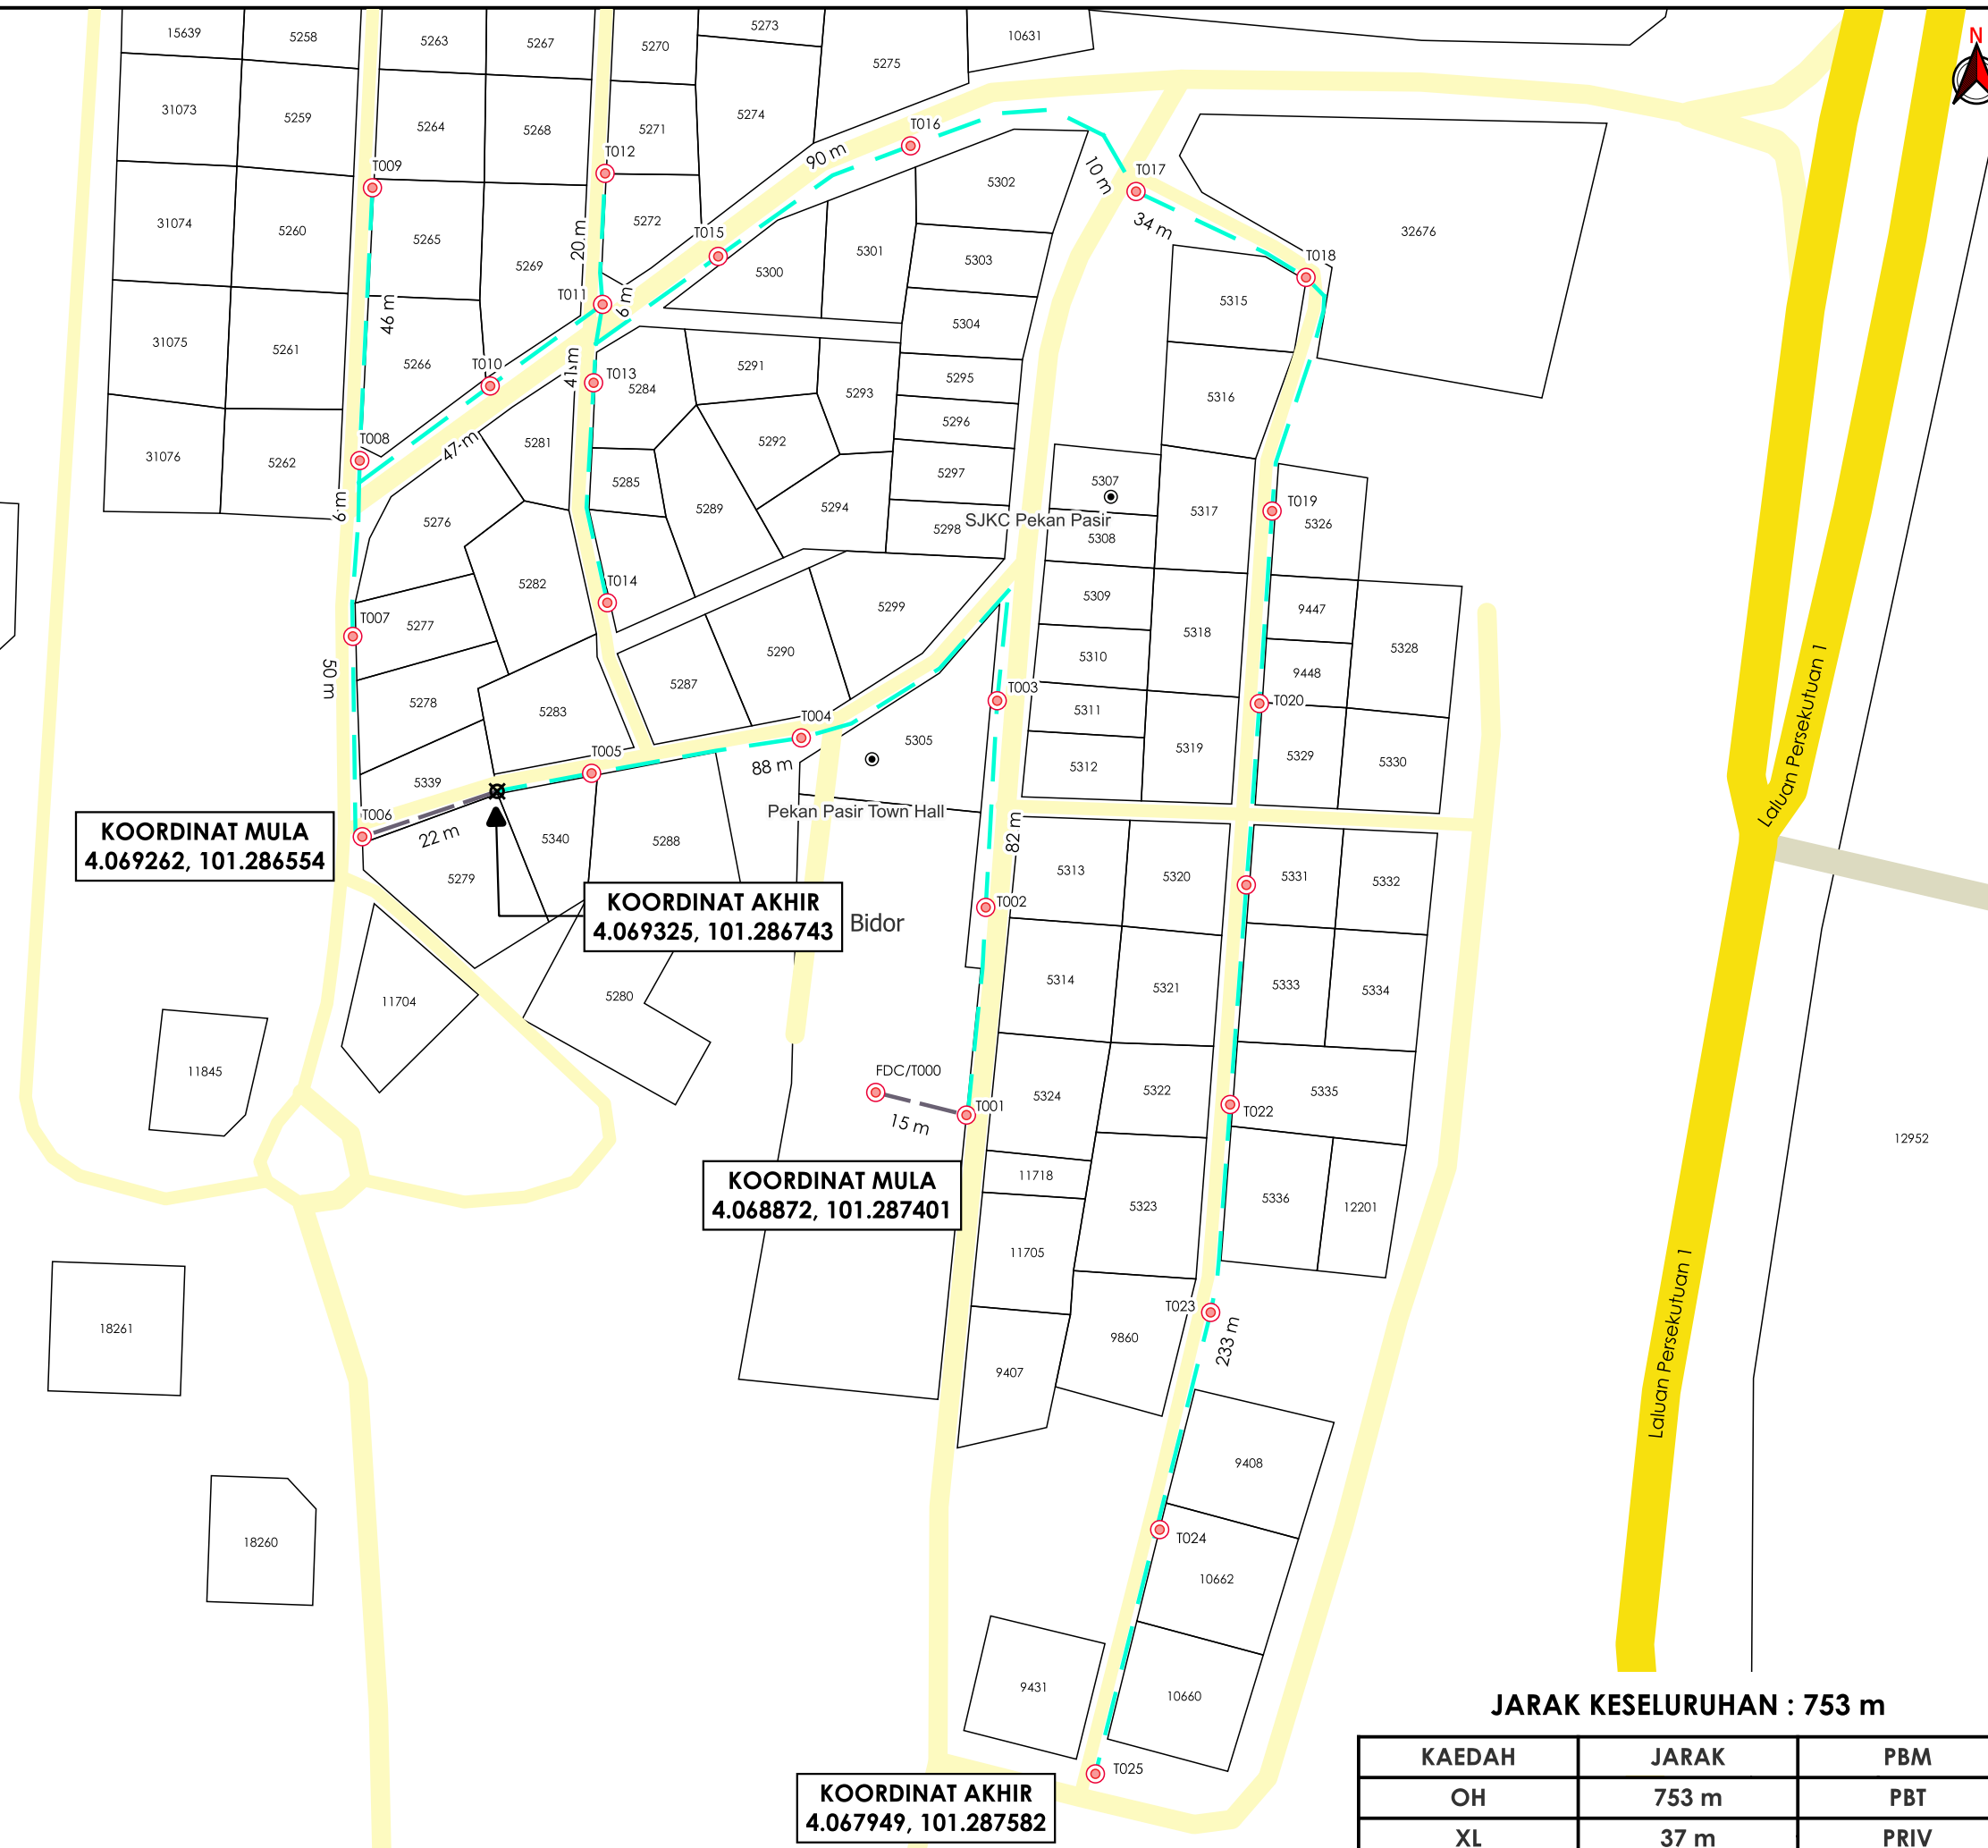 15639
5258
5263
5267
5270
5273
5275
10631
N
31073
5259
5264
5268
5271
5274
T016
90 m
T009
T012
5302
10 m
T017
34 m
32676
31074
5260
5265
5269
20 m
5272
T015
5300
5301
5303
T018
5315
31075
5261
46 m
T011
6 m
5304
5266
T010
41 m
T013
5284
5291
5293
5295
5316
5292
5296
T008
47 m
5281
31076
5262
5297
5307
6 m
5285
5289
5294
5298
SJKC Pekan Pasir
5308
5317
T019
5326
5276
5282
T014
5299
5309
9447
T007
5277
5318
5310
9448
5328
50 m
5278
5283
5287
5290
T003
5311
T020
T004
5305
5319
5329
5330
T005
88 m
5312
5339
Laluan Persekutuan 1
T006
22 m
Pekan Pasir Town Hall
82 m
KOORDINAT MULA
4.069262, 101.286554
5340
5288
5279
5313
5320
5331
5332
KOORDINAT AKHIR
4.069325, 101.286743
Bidor
T002
5314
5321
5333
5334
11704
5280
11845
FDC/T000
T001
15 m
5324
5322
5335
T022
12952
KOORDINAT MULA
4.068872, 101.287401
11718
5323
5336
12201
11705
T023
233 m
18261
9860
9407
Laluan Persekutuan 1
9408
18260
T024
10662
9431
10660
T025
KOORDINAT AKHIR
4.067949, 101.287582
JARAK KESELURUHAN : 753 m
KAEDAH JARAK PBM
OH 753 m PBT
XL 37 m PRIV